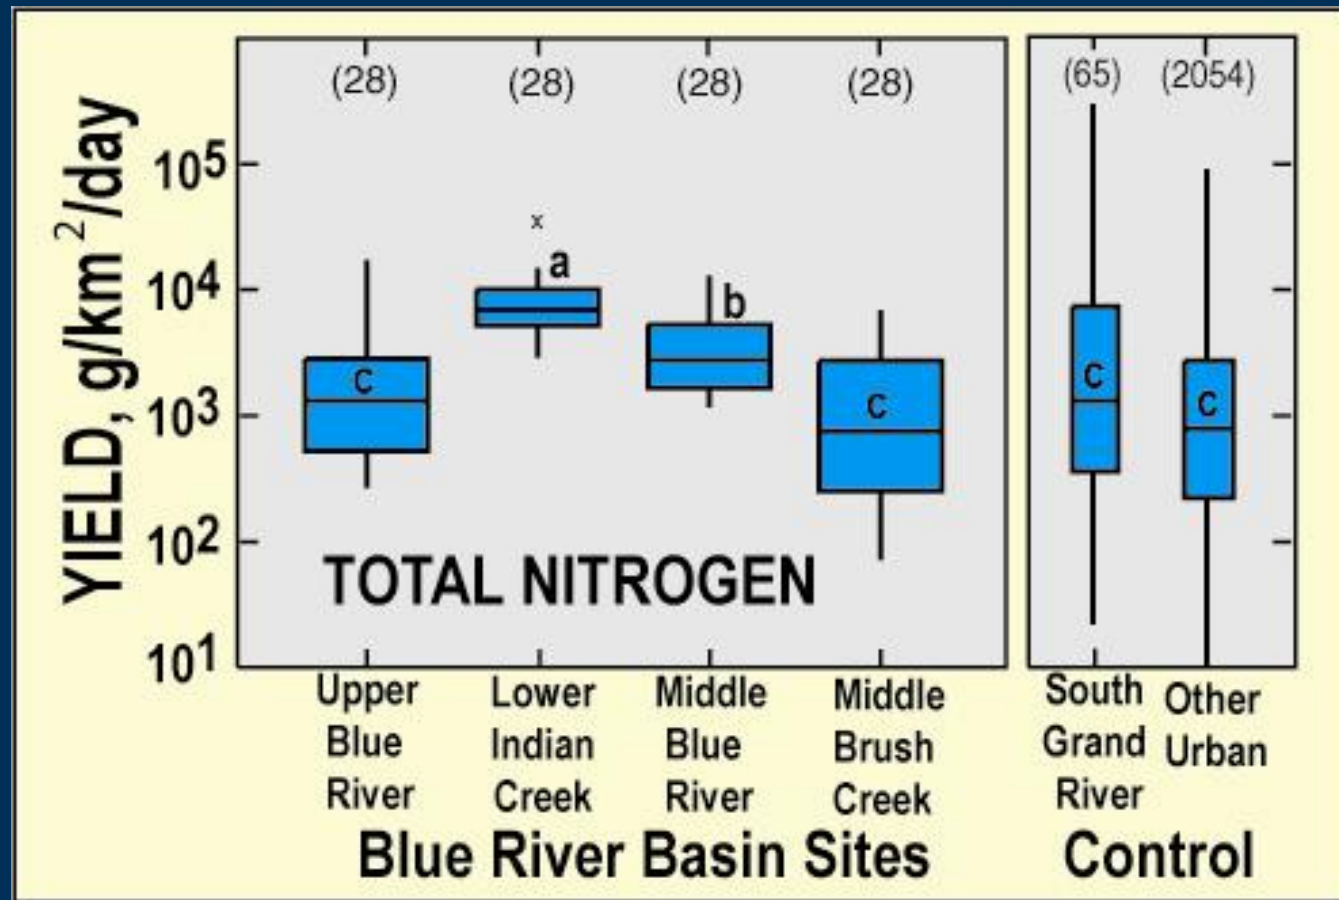 (28) (28) (28) (28) (65) (2054)
YIELD, g/km²/day
10⁵
x
a
10⁴
b
C
10³
C
C
C
10²
TOTAL NITROGEN
10¹
Upper Blue River
Lower Indian Creek
Middle Blue River
Middle Brush Creek
South Grand River
Other Urban
Blue River Basin Sites
Control